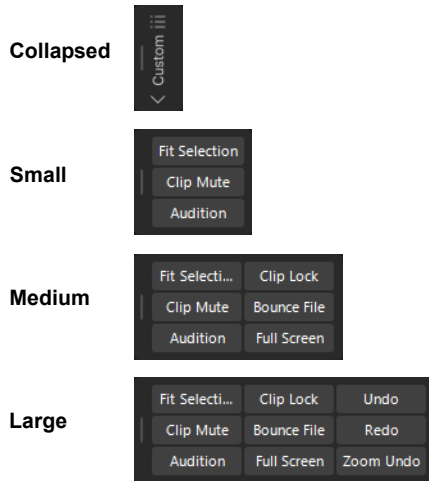 Collapsed
Custom
Small
Fit Selection
Clip Mute
Audition
Medium
Fit Selecti... Clip Lock
Clip Mute Bounce File
Audition Full Screen
Large
Fit Selecti... Clip Lock Undo
Clip Mute Bounce File Redo
Audition Full Screen Zoom Undo